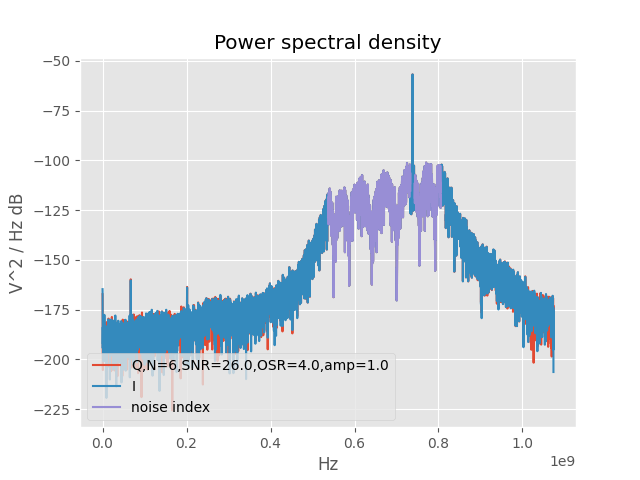 Power spectral density
V^2 / Hz dB
−50
−75
−100
−125
−150
−175
−200
−225
Q,N=6,SNR=26.0,OSR=4.0,amp=1.0
I
noise index
0.0 0.2 0.4 0.6 0.8 1.0
1e9
Hz